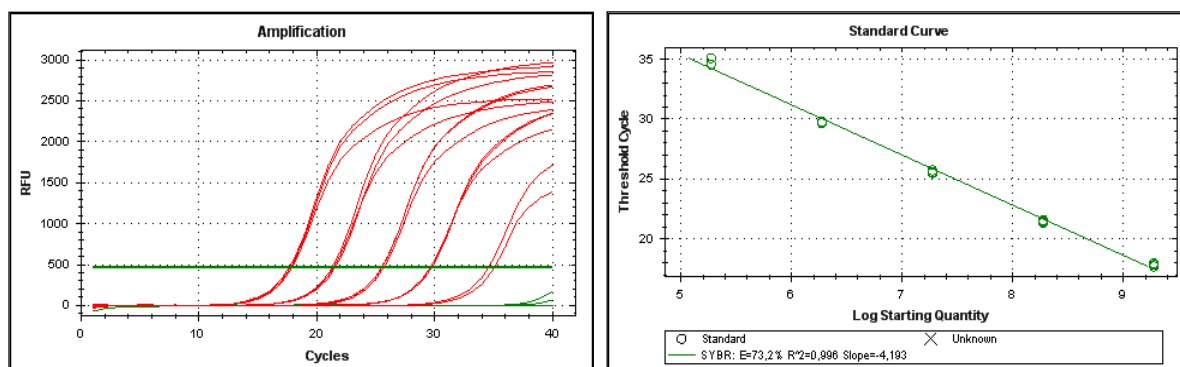 Amplification
3000
2500
2000
1500
1000
500
0
RFU
0 10 20 30 40
Cycles
Standard Curve
35
30
25
20
Threshold Cycle
5 6 7 8 9
Log Starting Quantity
Standard Unknown
SYBR: E=73,2% R^2=0,996 Slope=-4,193